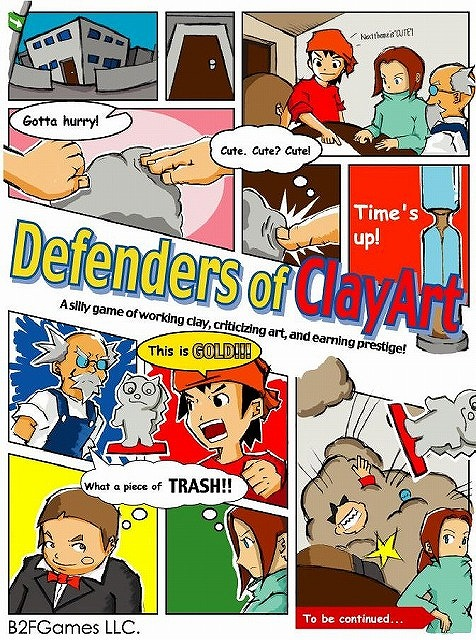 Next theme is "CUTE"!
Gotta hurry!
Cute. Cute? Cute!
Time's
up!
Defenders of ClayArt
A silly game of working clay, criticizing art, and earning prestige!
This is GOLD!!!
What a piece of TRASH!!
To be continued...
B2FGames LLC.